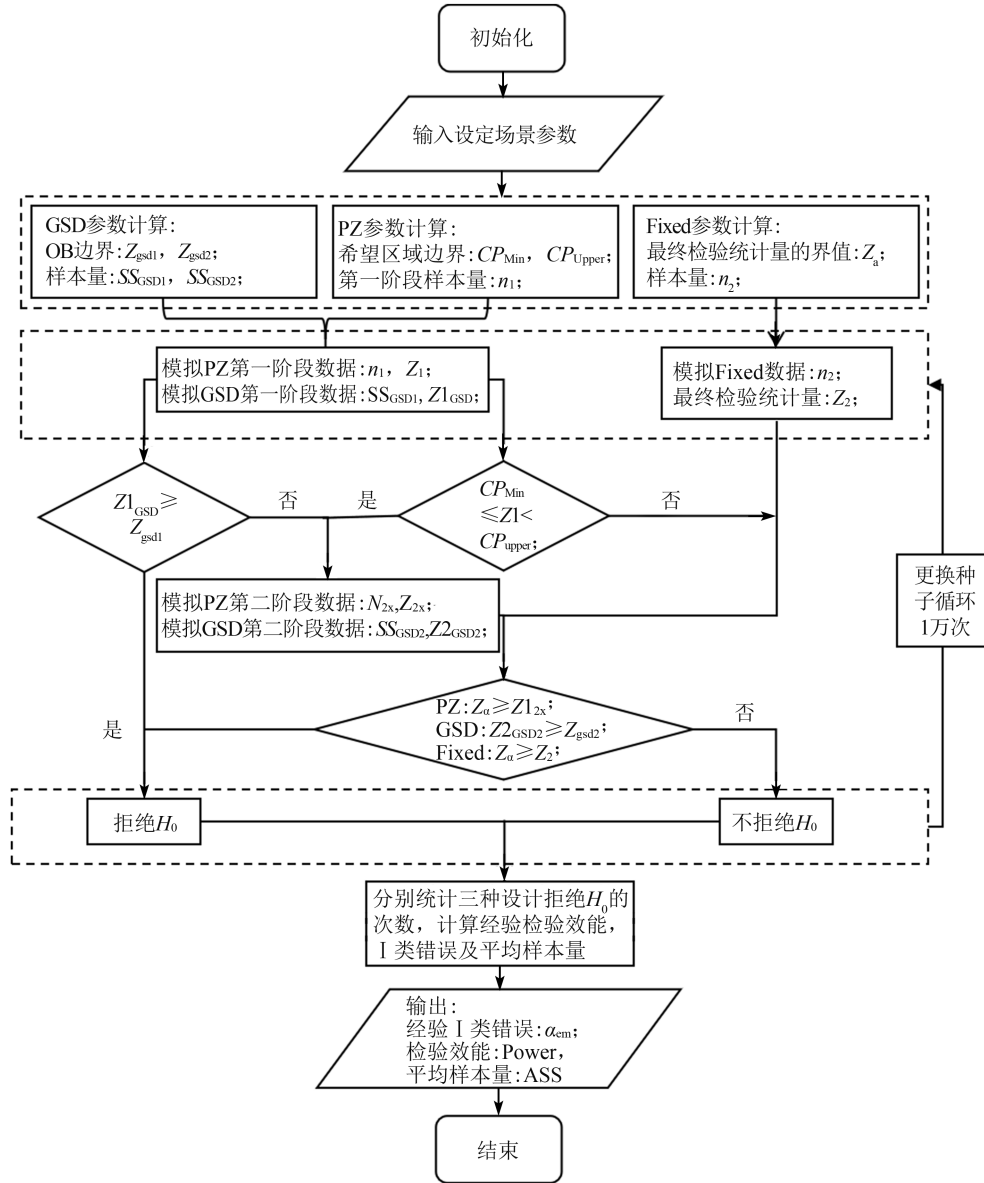 初始化
输入设定场景参数
GSD参数计算:
OB边界:Zgsd1，Zgsd2;
样本量:SSGSD1，SSGSD2;
PZ参数计算:
希望区域边界:CPMin，CPUpper;
第一阶段样本量:n1;
Fixed参数计算:
最终检验统计量的界值:Za;
样本量:n2;
模拟PZ第一阶段数据:n1，Z1;
模拟GSD第一阶段数据:SSGSD1,Z1GSD;
模拟Fixed数据:n2;
最终检验统计量:Z2;
Z1GSD≥
Zgsd1
否
是
CPMin
≤Z1<
CPupper;
否
更换种
子循环
1万次
模拟PZ第二阶段数据:N2x,Z2x;
模拟GSD第二阶段数据:SSGSD2,Z2GSD2;
是
PZ:Zα≥Z12x;
GSD:Z2GSD2≥Zgsd2;
Fixed:Zα≥Z2;
否
拒绝H0
不拒绝H0
分别统计三种设计拒绝H0的
次数，计算经验检验效能，
Ⅰ类错误及平均样本量
输出:
经验Ⅰ类错误:αem;
检验效能:Power，
平均样本量:ASS
结束